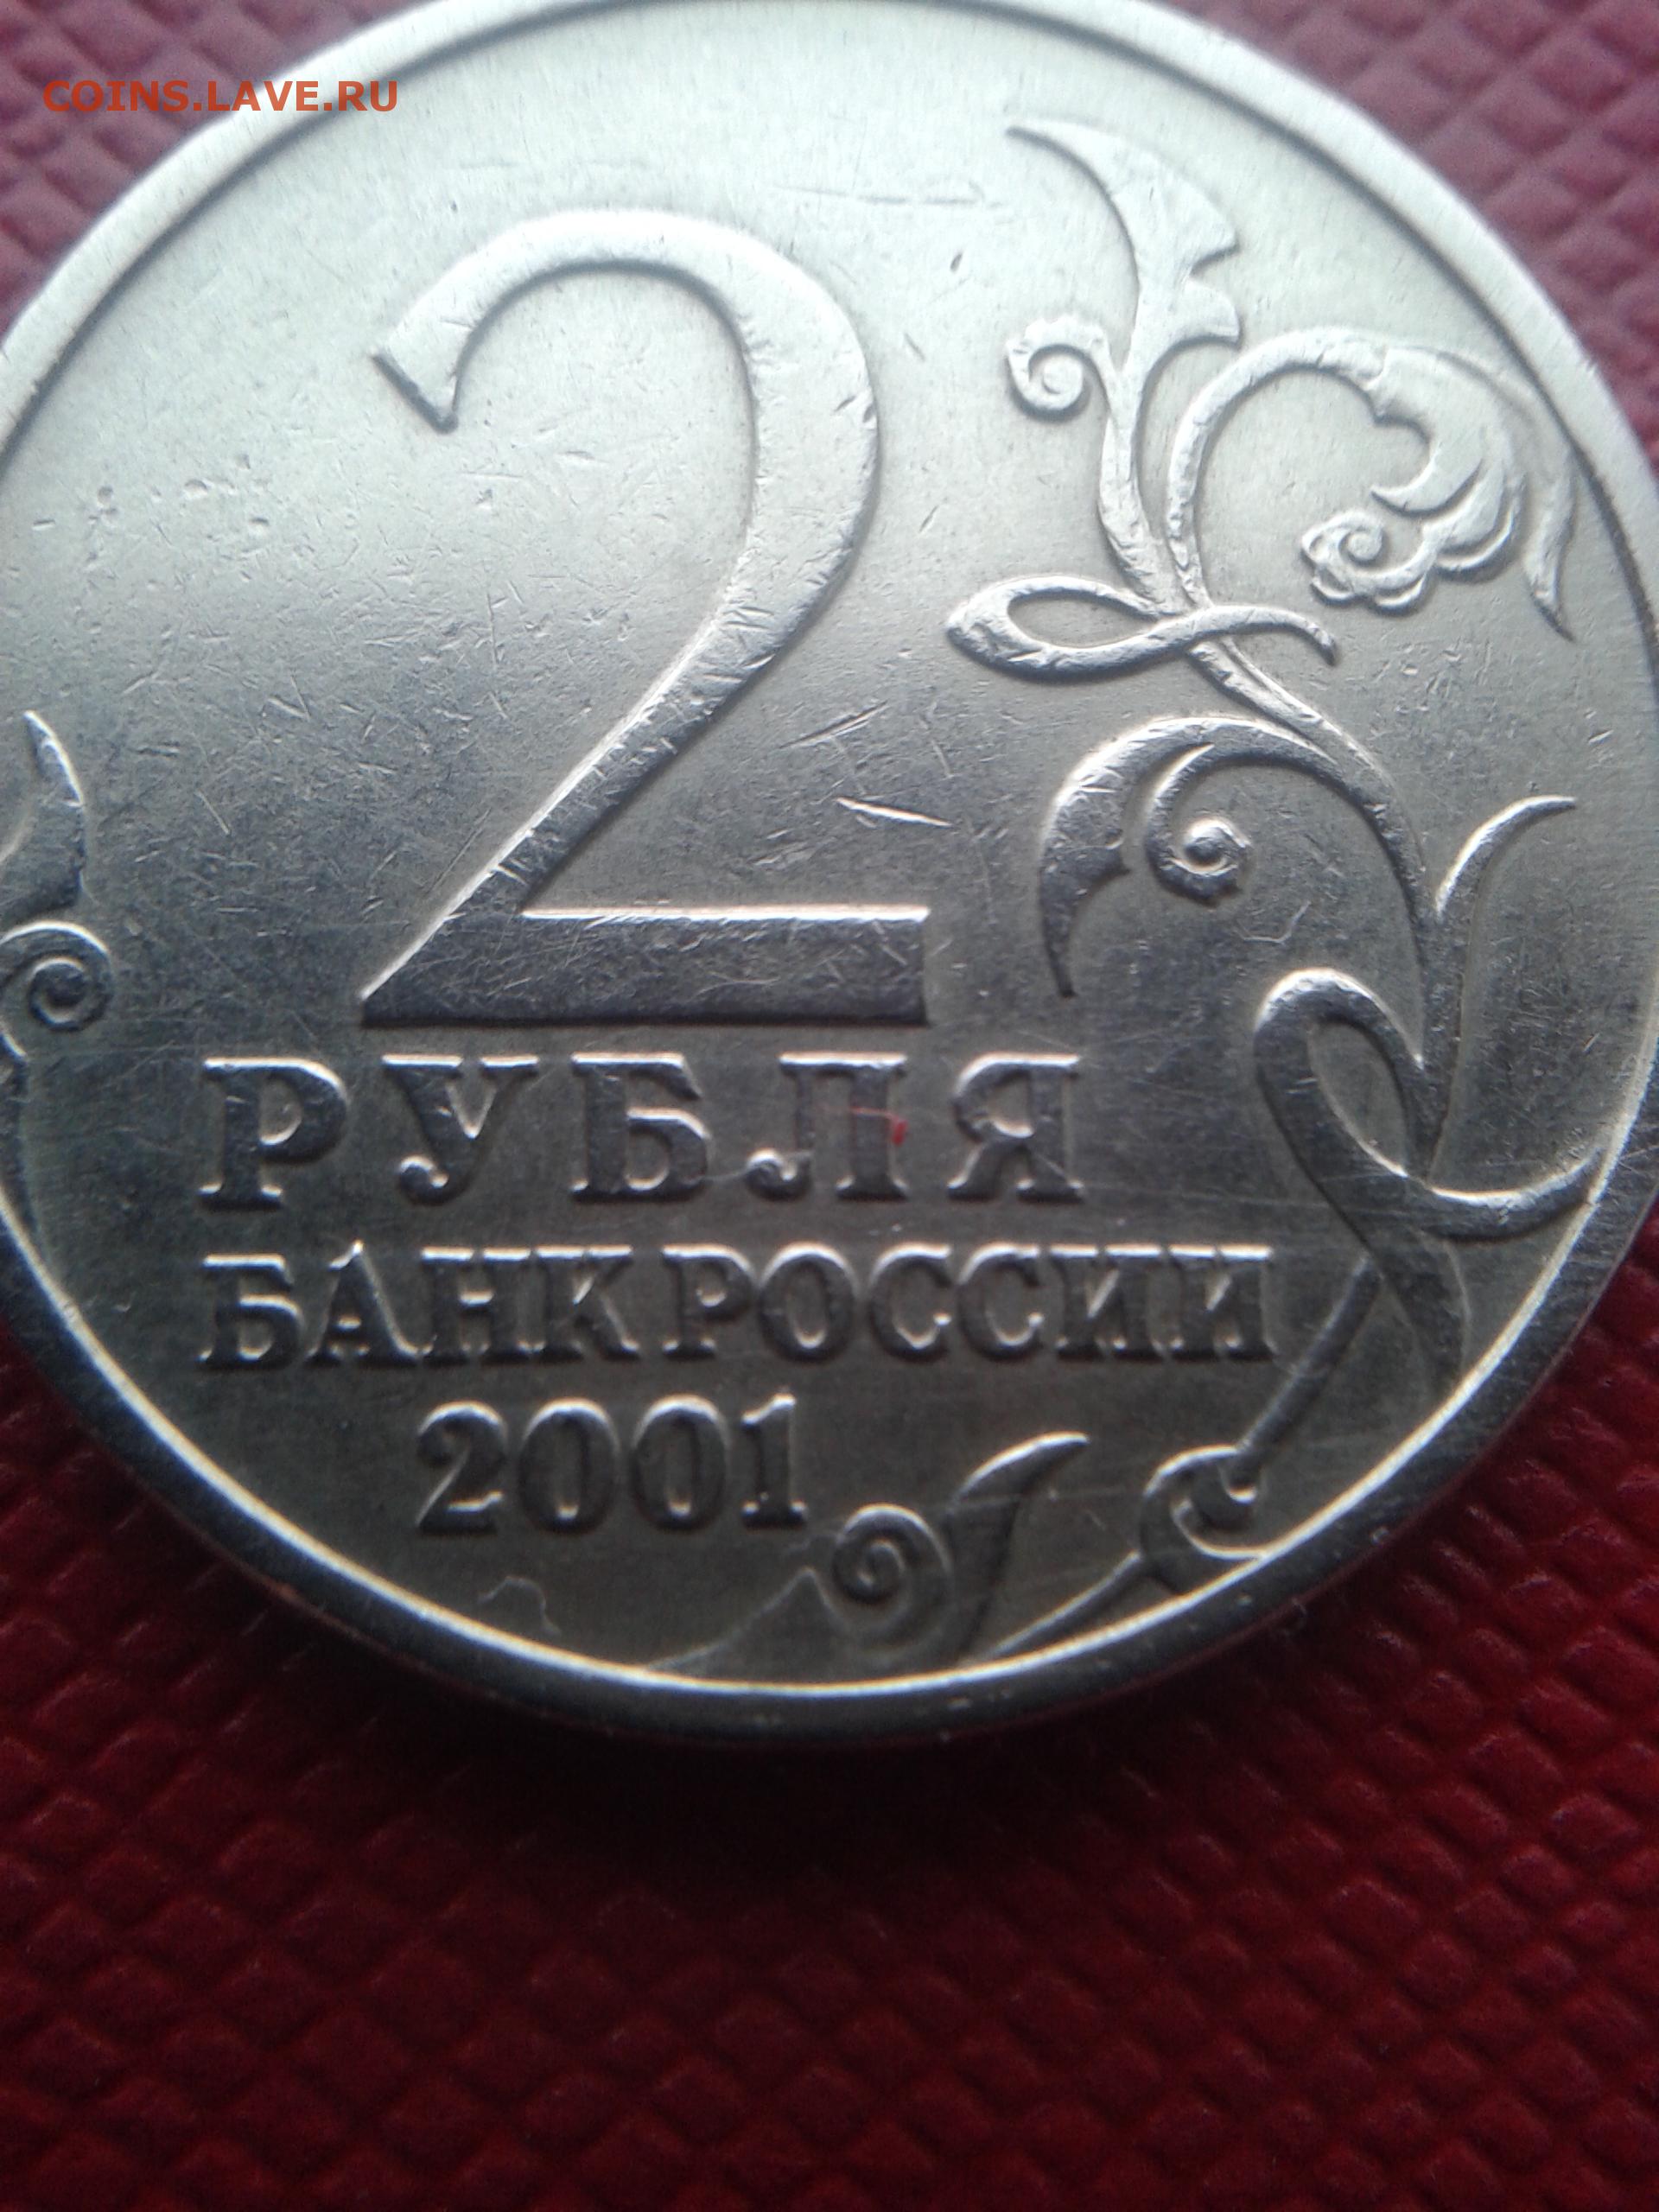 COINS.LAVE.RU
2
РУБЛЯ
БАНК РОССИИ
2001